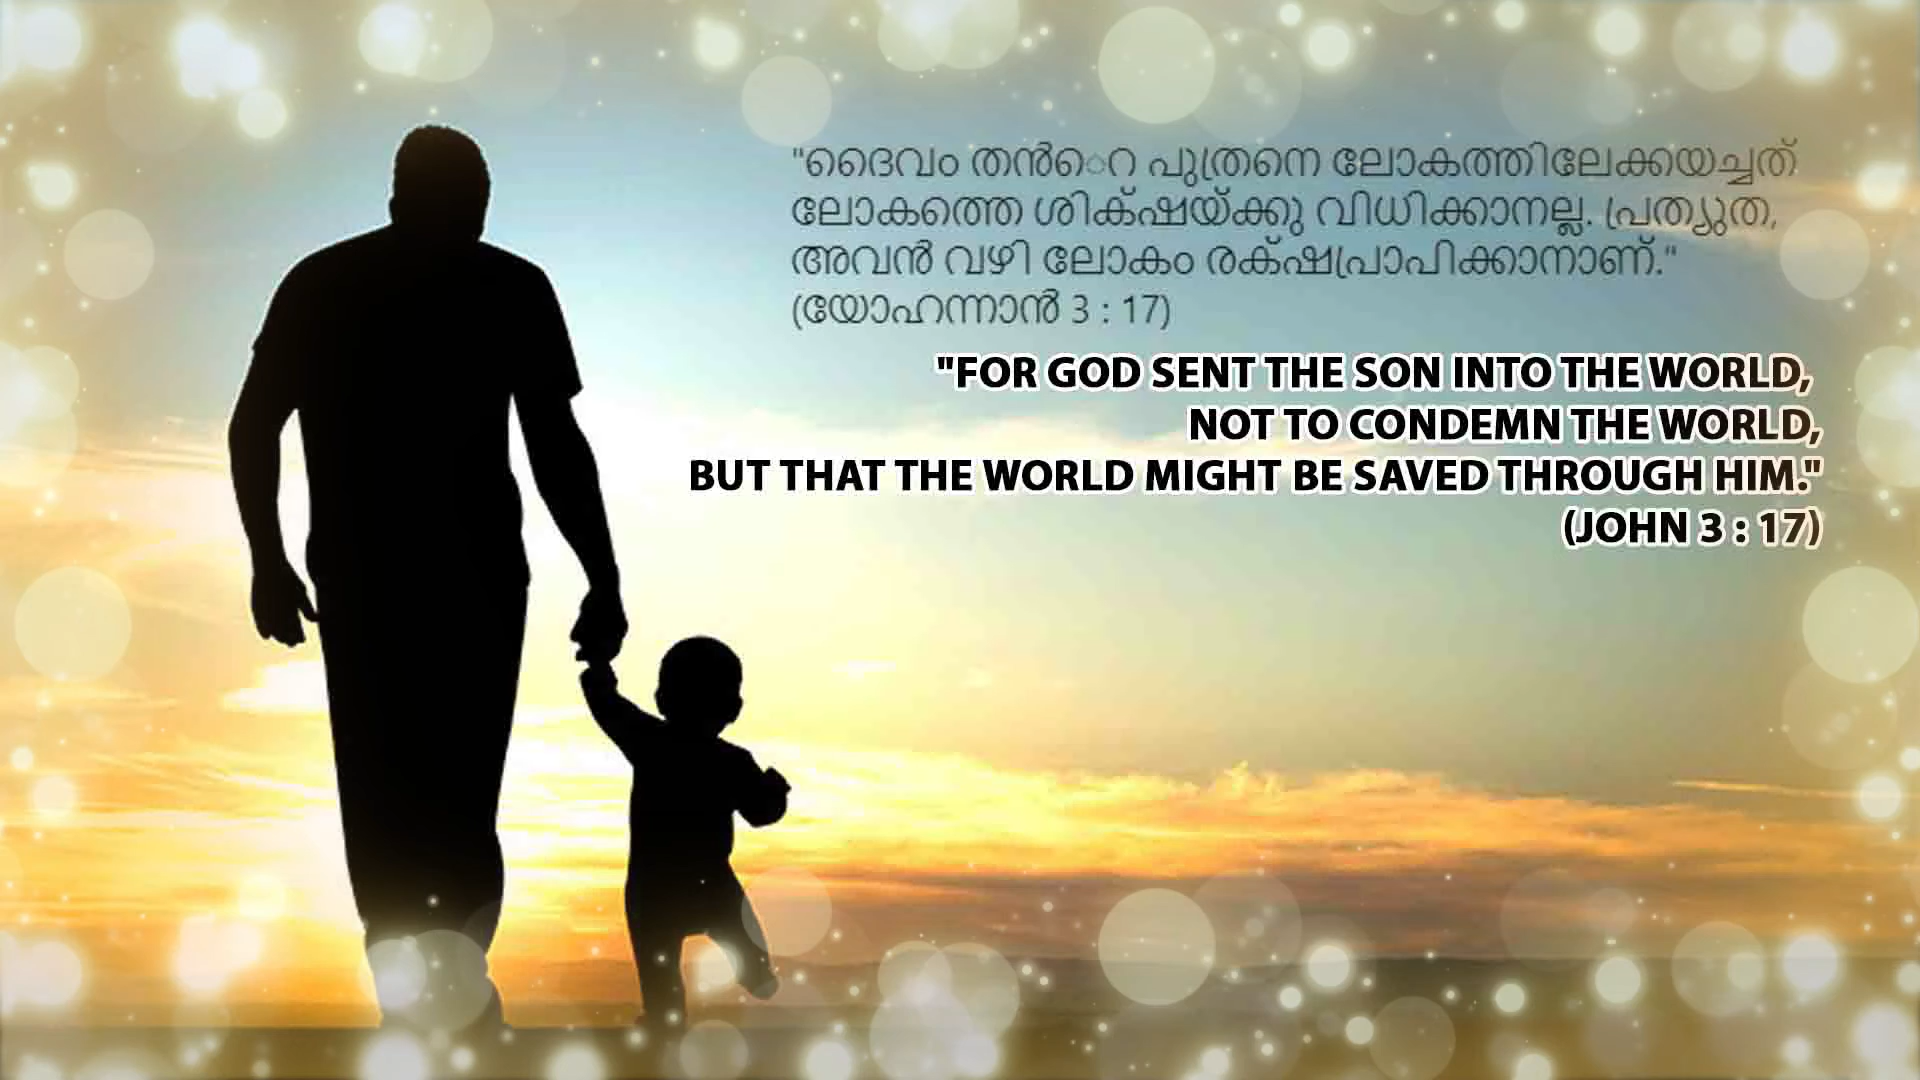 "ദൈവം തൻെറ പുത്രനെ ലോകത്തിലേക്കയച്ചത്
ലോകത്തെ ശിക്‌ഷയ്ക്കു വിധിക്കാനല്ല. പ്രത്യുത,
അവൻ വഴി ലോകം രക്‌ഷപ്രാപിക്കാനാണ്."
(യോഹന്നാൻ 3 : 17)
"FOR GOD SENT THE SON INTO THE WORLD,
NOT TO CONDEMN THE WORLD,
BUT THAT THE WORLD MIGHT BE SAVED THROUGH HIM."
(JOHN 3 : 17)